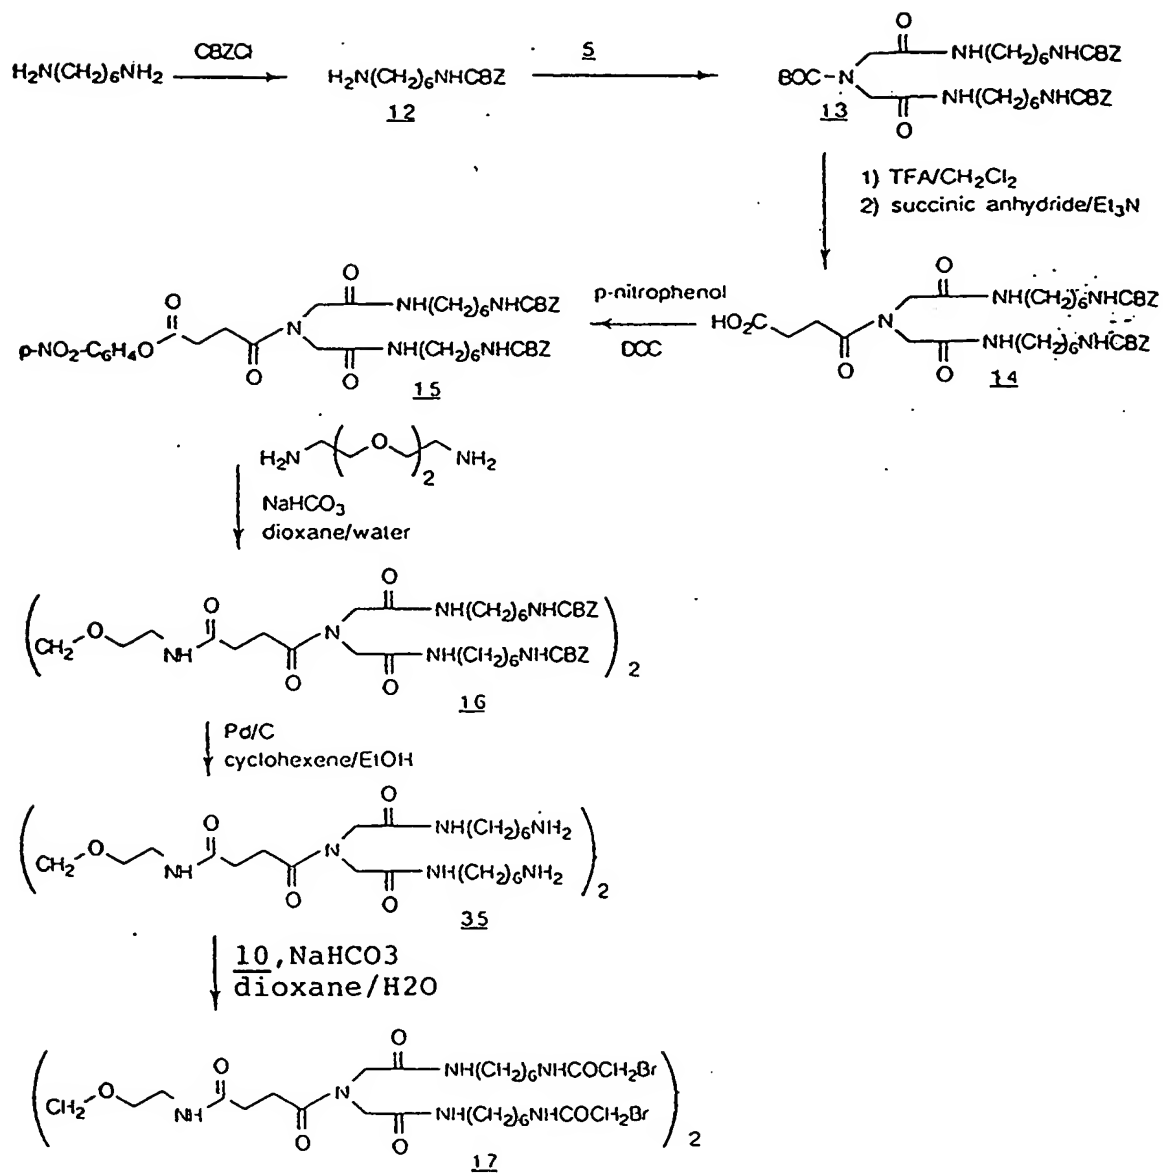 H2N(CH2)6NH2
CBZCl
H2N(CH2)6NHCBZ
12
5
O
BOC-N
NH(CH2)6NHCBZ
NH(CH2)6NHCBZ
O
13
1) TFA/CH2Cl2
2) succinic anhydride/Et3N
O
HO2C
N
NH(CH2)6NHCBZ
NH(CH2)6NHCBZ
O
O
14
p-nitrophenol
DCC
O
O
p-NO2-C6H4O
N
NH(CH2)6NHCBZ
NH(CH2)6NHCBZ
O
O
15
H2N
O
2
NH2
NaHCO3
dioxane/water
CH2
O
NH
O
O
N
O
NH(CH2)6NHCBZ
NH(CH2)6NHCBZ
O
2
16
Pd/C
cyclohexene/EtOH
CH2
O
NH
O
O
N
O
NH(CH2)6NH2
NH(CH2)6NH2
O
2
35
10,NaHCO3
dioxane/H2O
CH2
O
NH
O
O
N
O
NH(CH2)6NHCOCH2Br
NH(CH2)6NHCOCH2Br
O
2
17